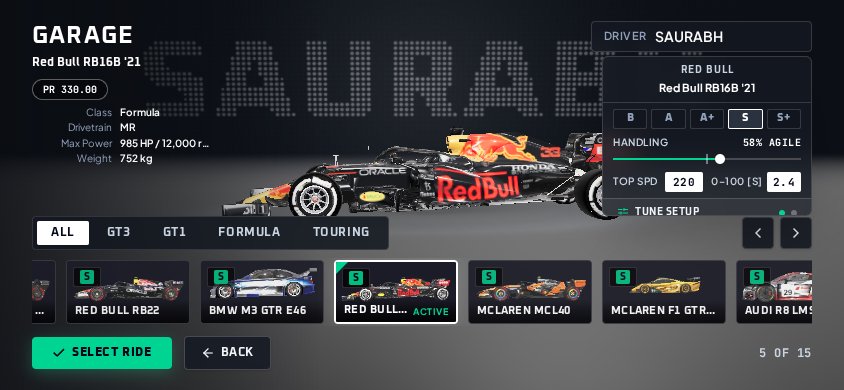 GARAGE
Red Bull RB16B '21
PR 330.00
Class Formula
Drivetrain MR
Max Power 985 HP / 12,000 r...
Weight 752 kg
SAURAB
DRIVER SAURABH
RED BULL
Red Bull RB16B '21
B A A+ S S+
HANDLING 58% AGILE
TOP SPD 220 0-100 [S] 2.4
TUNE SETUP
ORACLE
HONDA
33
Red Bull
ALL GT3 GT1 FORMULA TOURING
S S S S S S
... RED BULL RB22 BMW M3 GTR E46 RED BULL... ACTIVE MCLAREN MCL40 MCLAREN F1 GTR... AUDI R8 LMS
29
SELECT RIDE BACK 5 OF 15